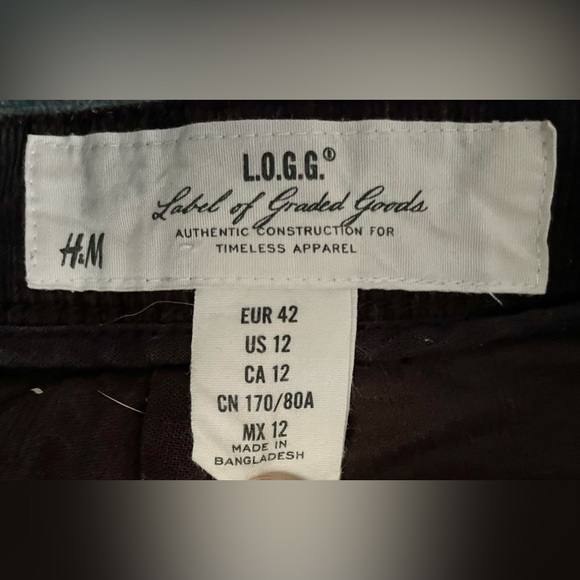 L.O.G.G.®
Label of Graded Goods
AUTHENTIC CONSTRUCTION FOR
TIMELESS APPAREL
H&M
EUR 42
US 12
CA 12
CN 170/80A
MX 12
MADE IN
BANGLADESH